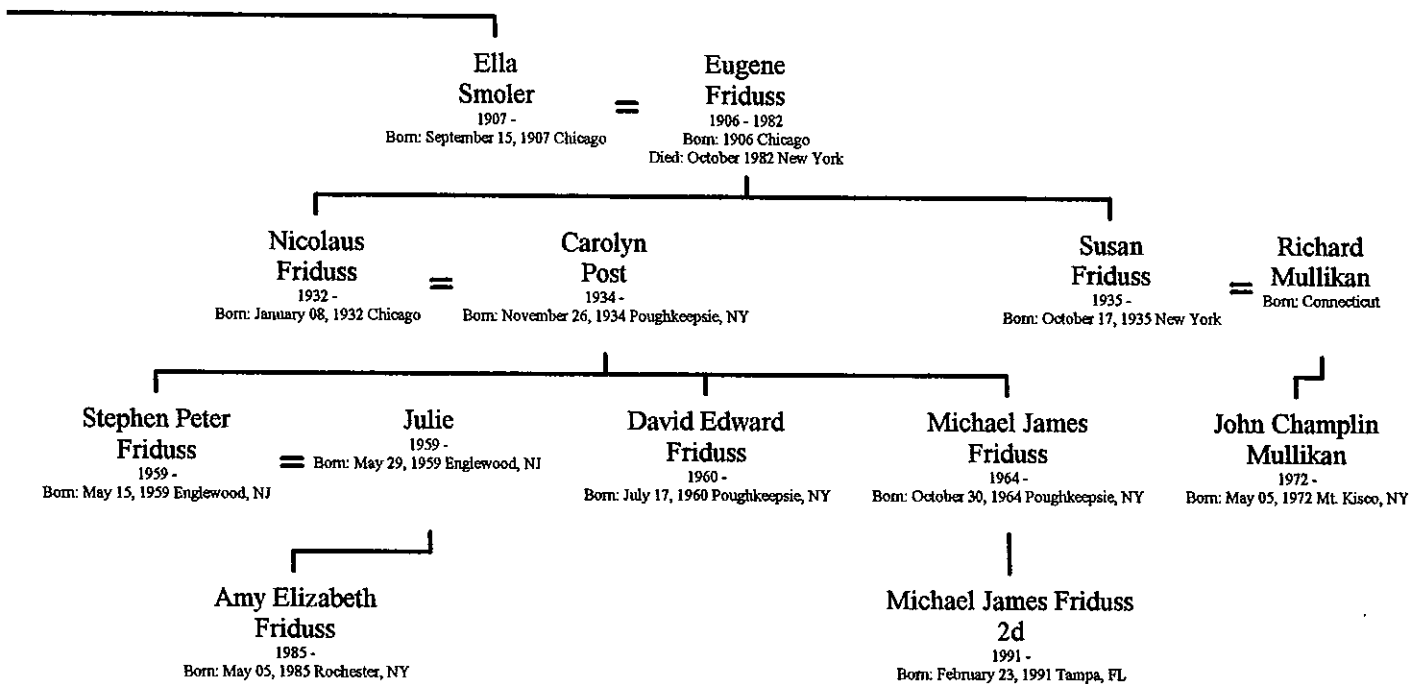 Ella
Smoler
1907 -
Born: September 15, 1907 Chicago
=
Eugene
Friduss
1906 - 1982
Born: 1906 Chicago
Died: October 1982 New York
Nicolaus
Friduss
1932 -
Born: January 08, 1932 Chicago
=
Carolyn
Post
1934 -
Born: November 26, 1934 Poughkeepsie, NY
Susan
Friduss
1935 -
Born: October 17, 1935 New York
=
Richard
Mullikan
Born: Connecticut
Stephen Peter
Friduss
1959 -
Born: May 15, 1959 Englewood, NJ
=
Julie
1959 -
Born: May 29, 1959 Englewood, NJ
David Edward
Friduss
1960 -
Born: July 17, 1960 Poughkeepsie, NY
Michael James
Friduss
1964 -
Born: October 30, 1964 Poughkeepsie, NY
John Champlin
Mullikan
1972 -
Born: May 05, 1972 Mt. Kisco, NY
Amy Elizabeth
Friduss
1985 -
Born: May 05, 1985 Rochester, NY
Michael James Friduss
2d
1991 -
Born: February 23, 1991 Tampa, FL